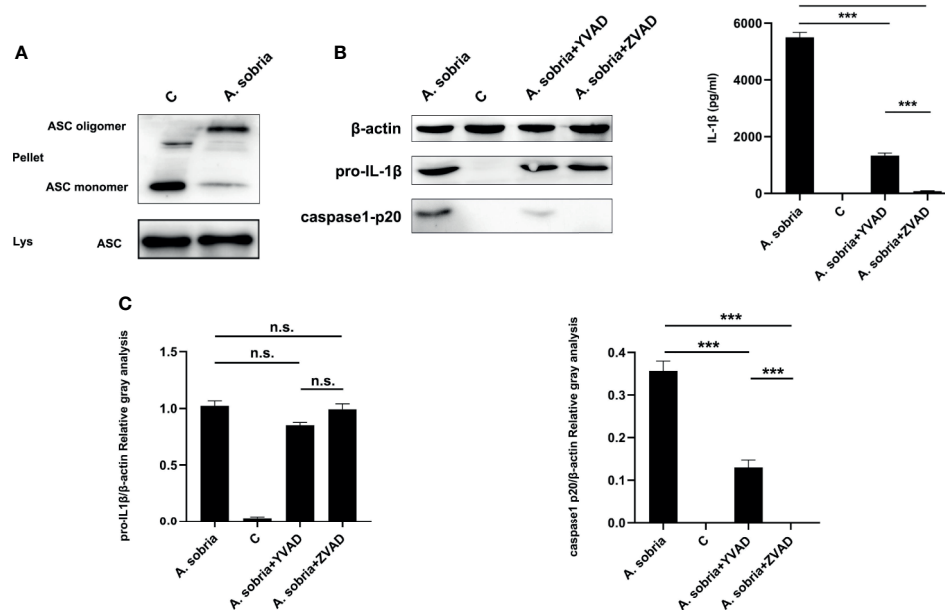 A
C
A. sobria
ASC oligomer
Pellet
ASC monomer
Lys
ASC
B
A. sobria
C
A. sobria+YVAD
A. sobria+ZVAD
β-actin
pro-IL-1β
caspase1-p20
IL-1β (pg/ml)
6000
4000
2000
0
***
***
A. sobria
C
A. sobria+YVAD
A. sobria+ZVAD
C
pro-IL1β/β-actin Relative gray analysis
1.5
1.0
0.5
0.0
n.s.
n.s.
n.s.
A. sobria
C
A. sobria+YVAD
A. sobria+ZVAD
caspase1 p20/β-actin Relative gray analysis
0.4
0.3
0.2
0.1
0.0
***
***
***
A. sobria
C
A. sobria+YVAD
A. sobria+ZVAD